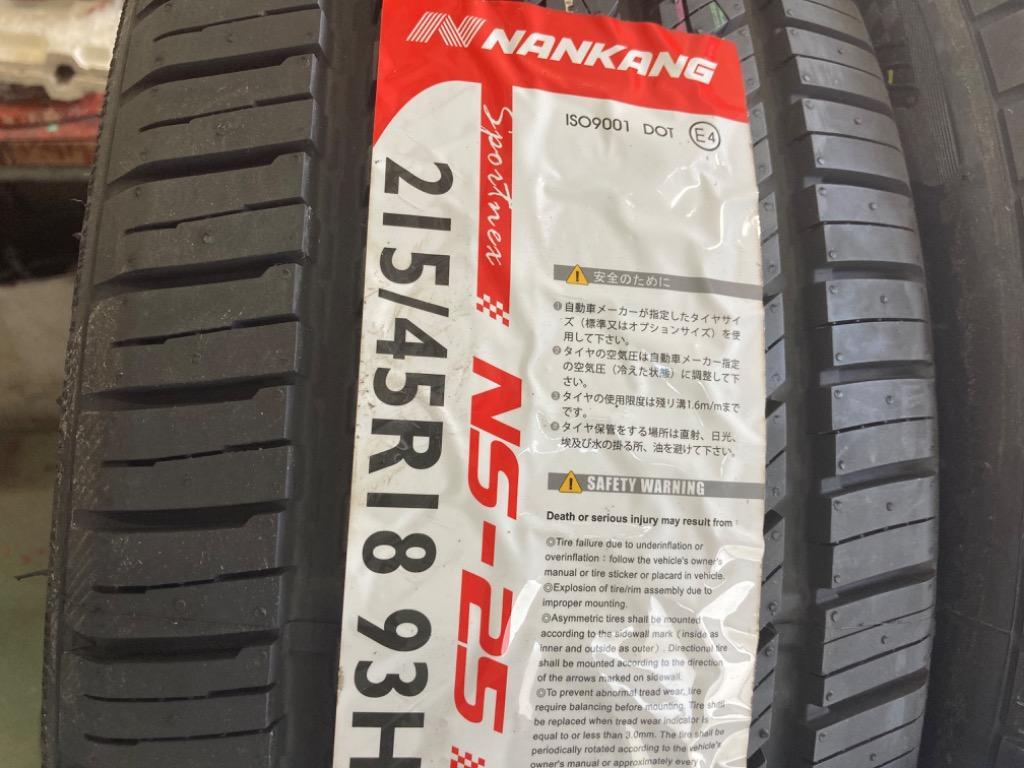 NANKANG
ISO9001 DOT E4
Sportnex
215/45R18 93H
NS-25
安全のために
❶自動車メーカーが指定したタイヤサイ
ズ（標準又はオプションサイズ）を使
用して下さい。
❷タイヤの空気圧は自動車メーカー指定
の空気圧（冷えた状態）に調整して下
さい。
❸タイヤの使用限度は残り溝1.6m/mまで
です。
❹タイヤ保管をする場所は直射、日光、
埃及び水の掛る所、油を避けて下さい。
SAFETY WARNING
Death or serious injury may result from :
◎Tire failure due to underinflation or
overinflation : follow the vehicle's owner's
manual or tire sticker or placard in vehicle.
◎Explosion of tire/rim assembly due to
improper mounting.
◎Asymmetric tires shall be mounted
according to the sidewall mark (inside as
inner and outside as outer). Directional tire
shall be mounted according to the direction
of the arrows marked on sidewall.
◎To prevent abnormal tread wear, tire
require balancing before mounting. Tire shall
be replaced when tread wear indicator is
equal to or less than 3.0mm. The tire shall be
periodically rotated according to the vehicle's
owner's manual or approximately every